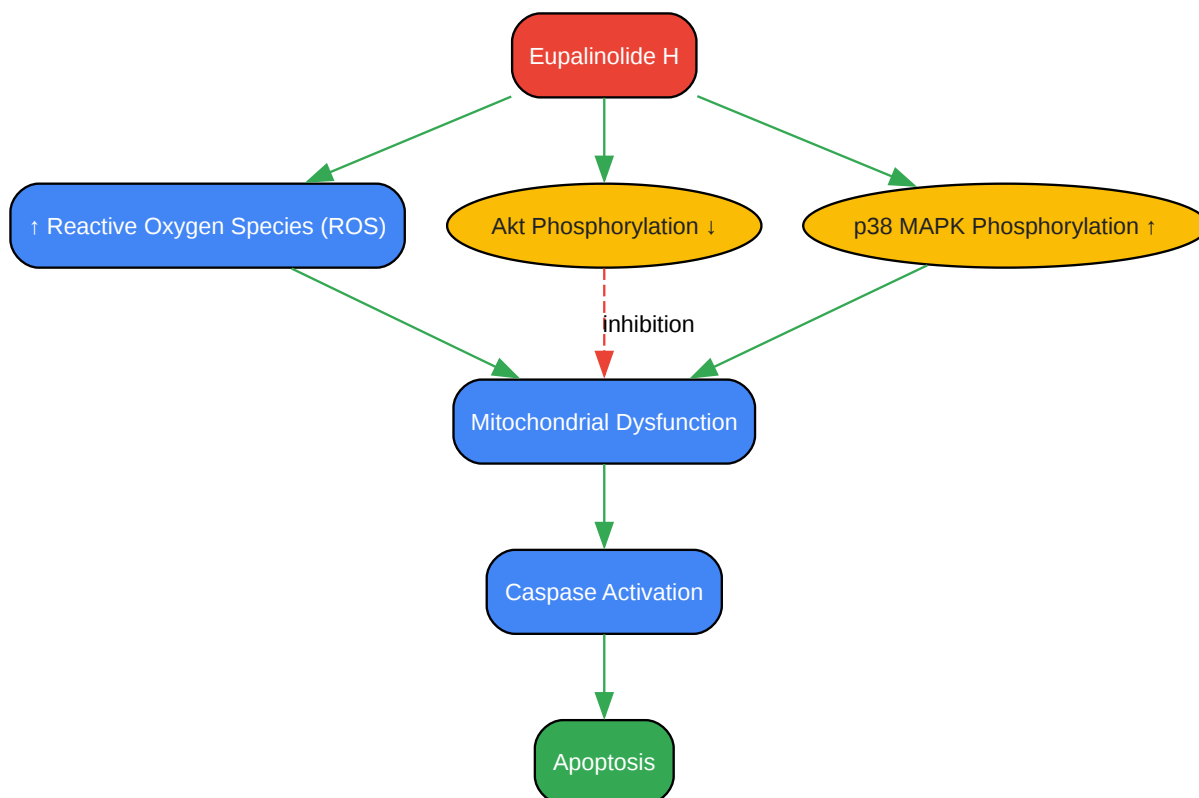 Eupalinolide H
↑ Reactive Oxygen Species (ROS)
Akt Phosphorylation ↓
p38 MAPK Phosphorylation ↑
inhibition
Mitochondrial Dysfunction
Caspase Activation
Apoptosis